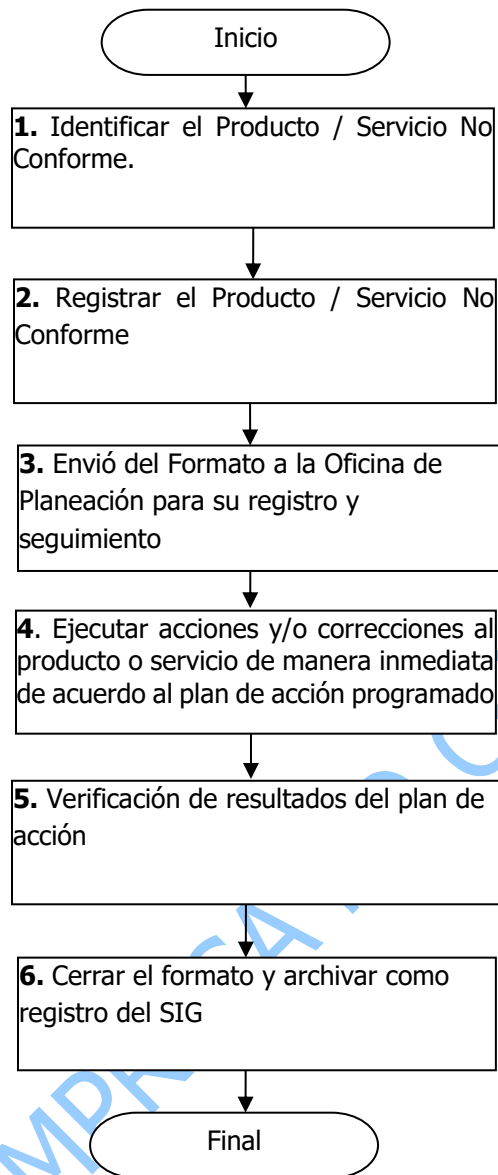 Inicio
1. Identificar el Producto / Servicio No
Conforme.
2. Registrar el Producto / Servicio No
Conforme
3. Envió del Formato a la Oficina de
Planeación para su registro y
seguimiento
4. Ejecutar acciones y/o correcciones al
producto o servicio de manera inmediata
de acuerdo al plan de acción programado
5. Verificación de resultados del plan de
acción
6. Cerrar el formato y archivar como
registro del SIG
Final